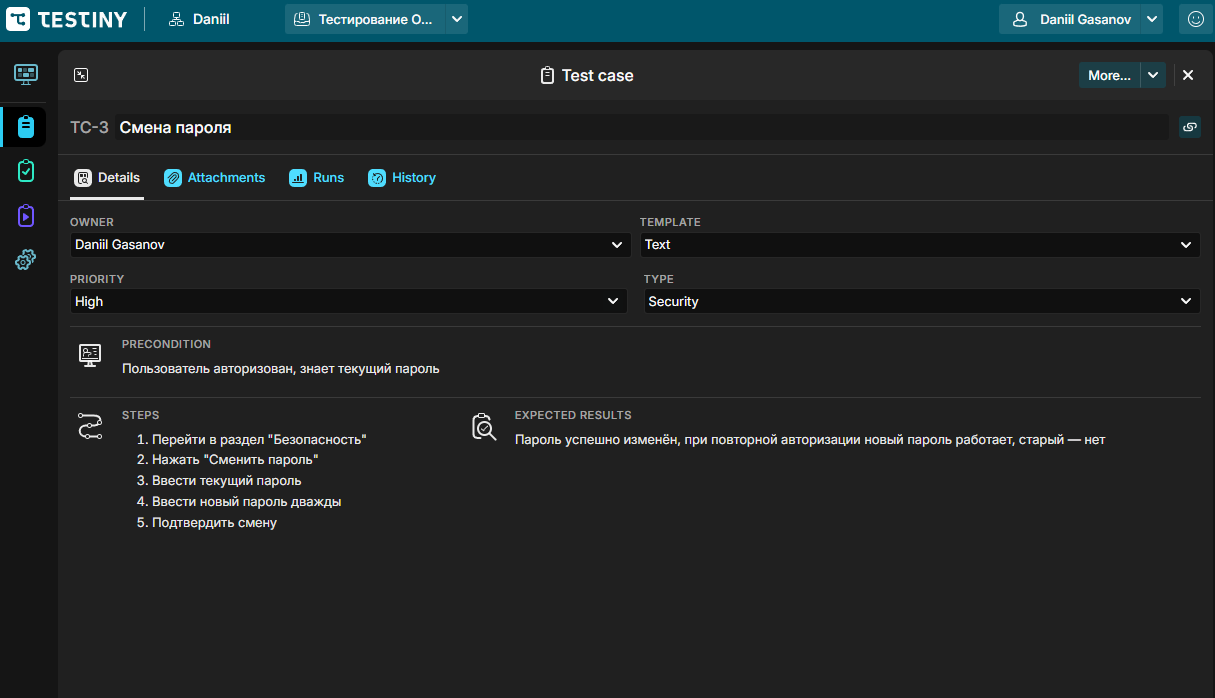 TESTINY Daniil Тестирование О... Daniil Gasanov
Test case More...
TC-3 Смена пароля
Details Attachments Runs History
OWNER TEMPLATE
Daniil Gasanov Text
PRIORITY TYPE
High Security
PRECONDITION
Пользователь авторизован, знает текущий пароль
STEPS EXPECTED RESULTS
1. Перейти в раздел "Безопасность" Пароль успешно изменён, при повторной авторизации новый пароль работает, старый — нет
2. Нажать "Сменить пароль"
3. Ввести текущий пароль
4. Ввести новый пароль дважды
5. Подтвердить смену